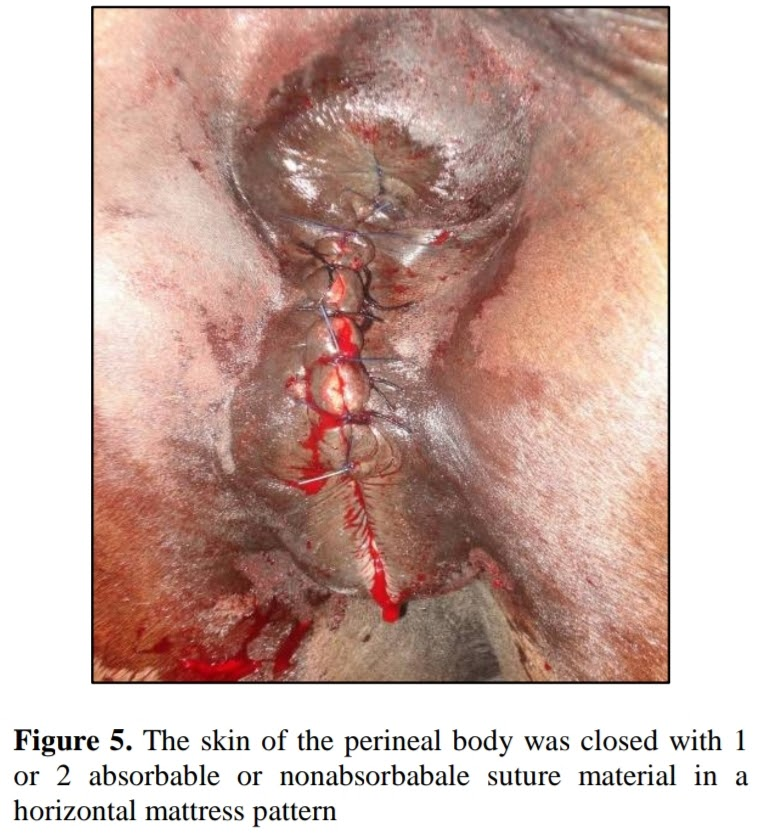 Figure 5. The skin of the perineal body was closed with 1
or 2 absorbable or nonabsorbabale suture material in a
horizontal mattress pattern